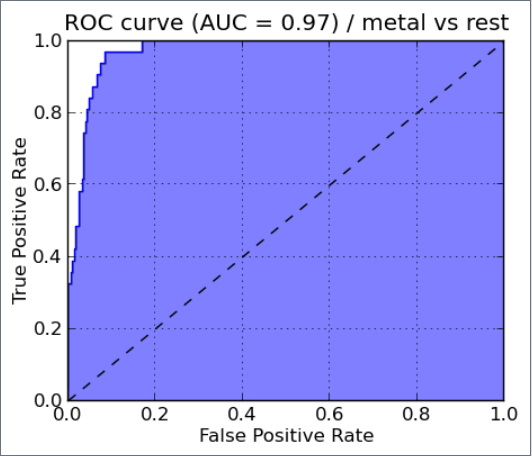 ROC curve (AUC = 0.97) / metal vs rest
1.0
0.8
0.6
0.4
0.2
0.0
True Positive Rate
0.0 0.2 0.4 0.6 0.8 1.0
False Positive Rate